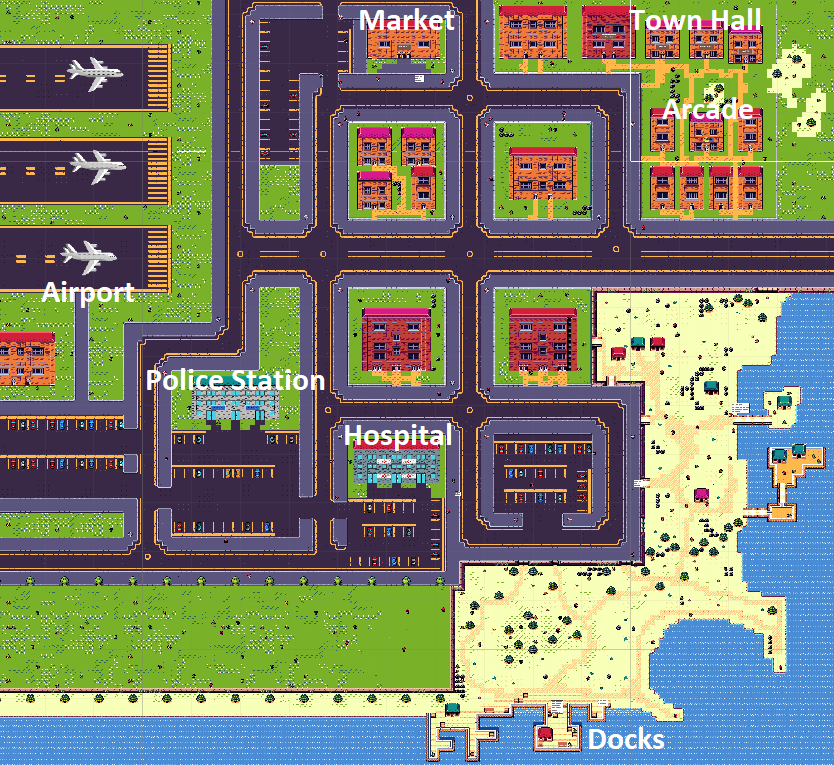 Market
Town Hall
Arcade
Airport
Police Station
Hospital
Docks